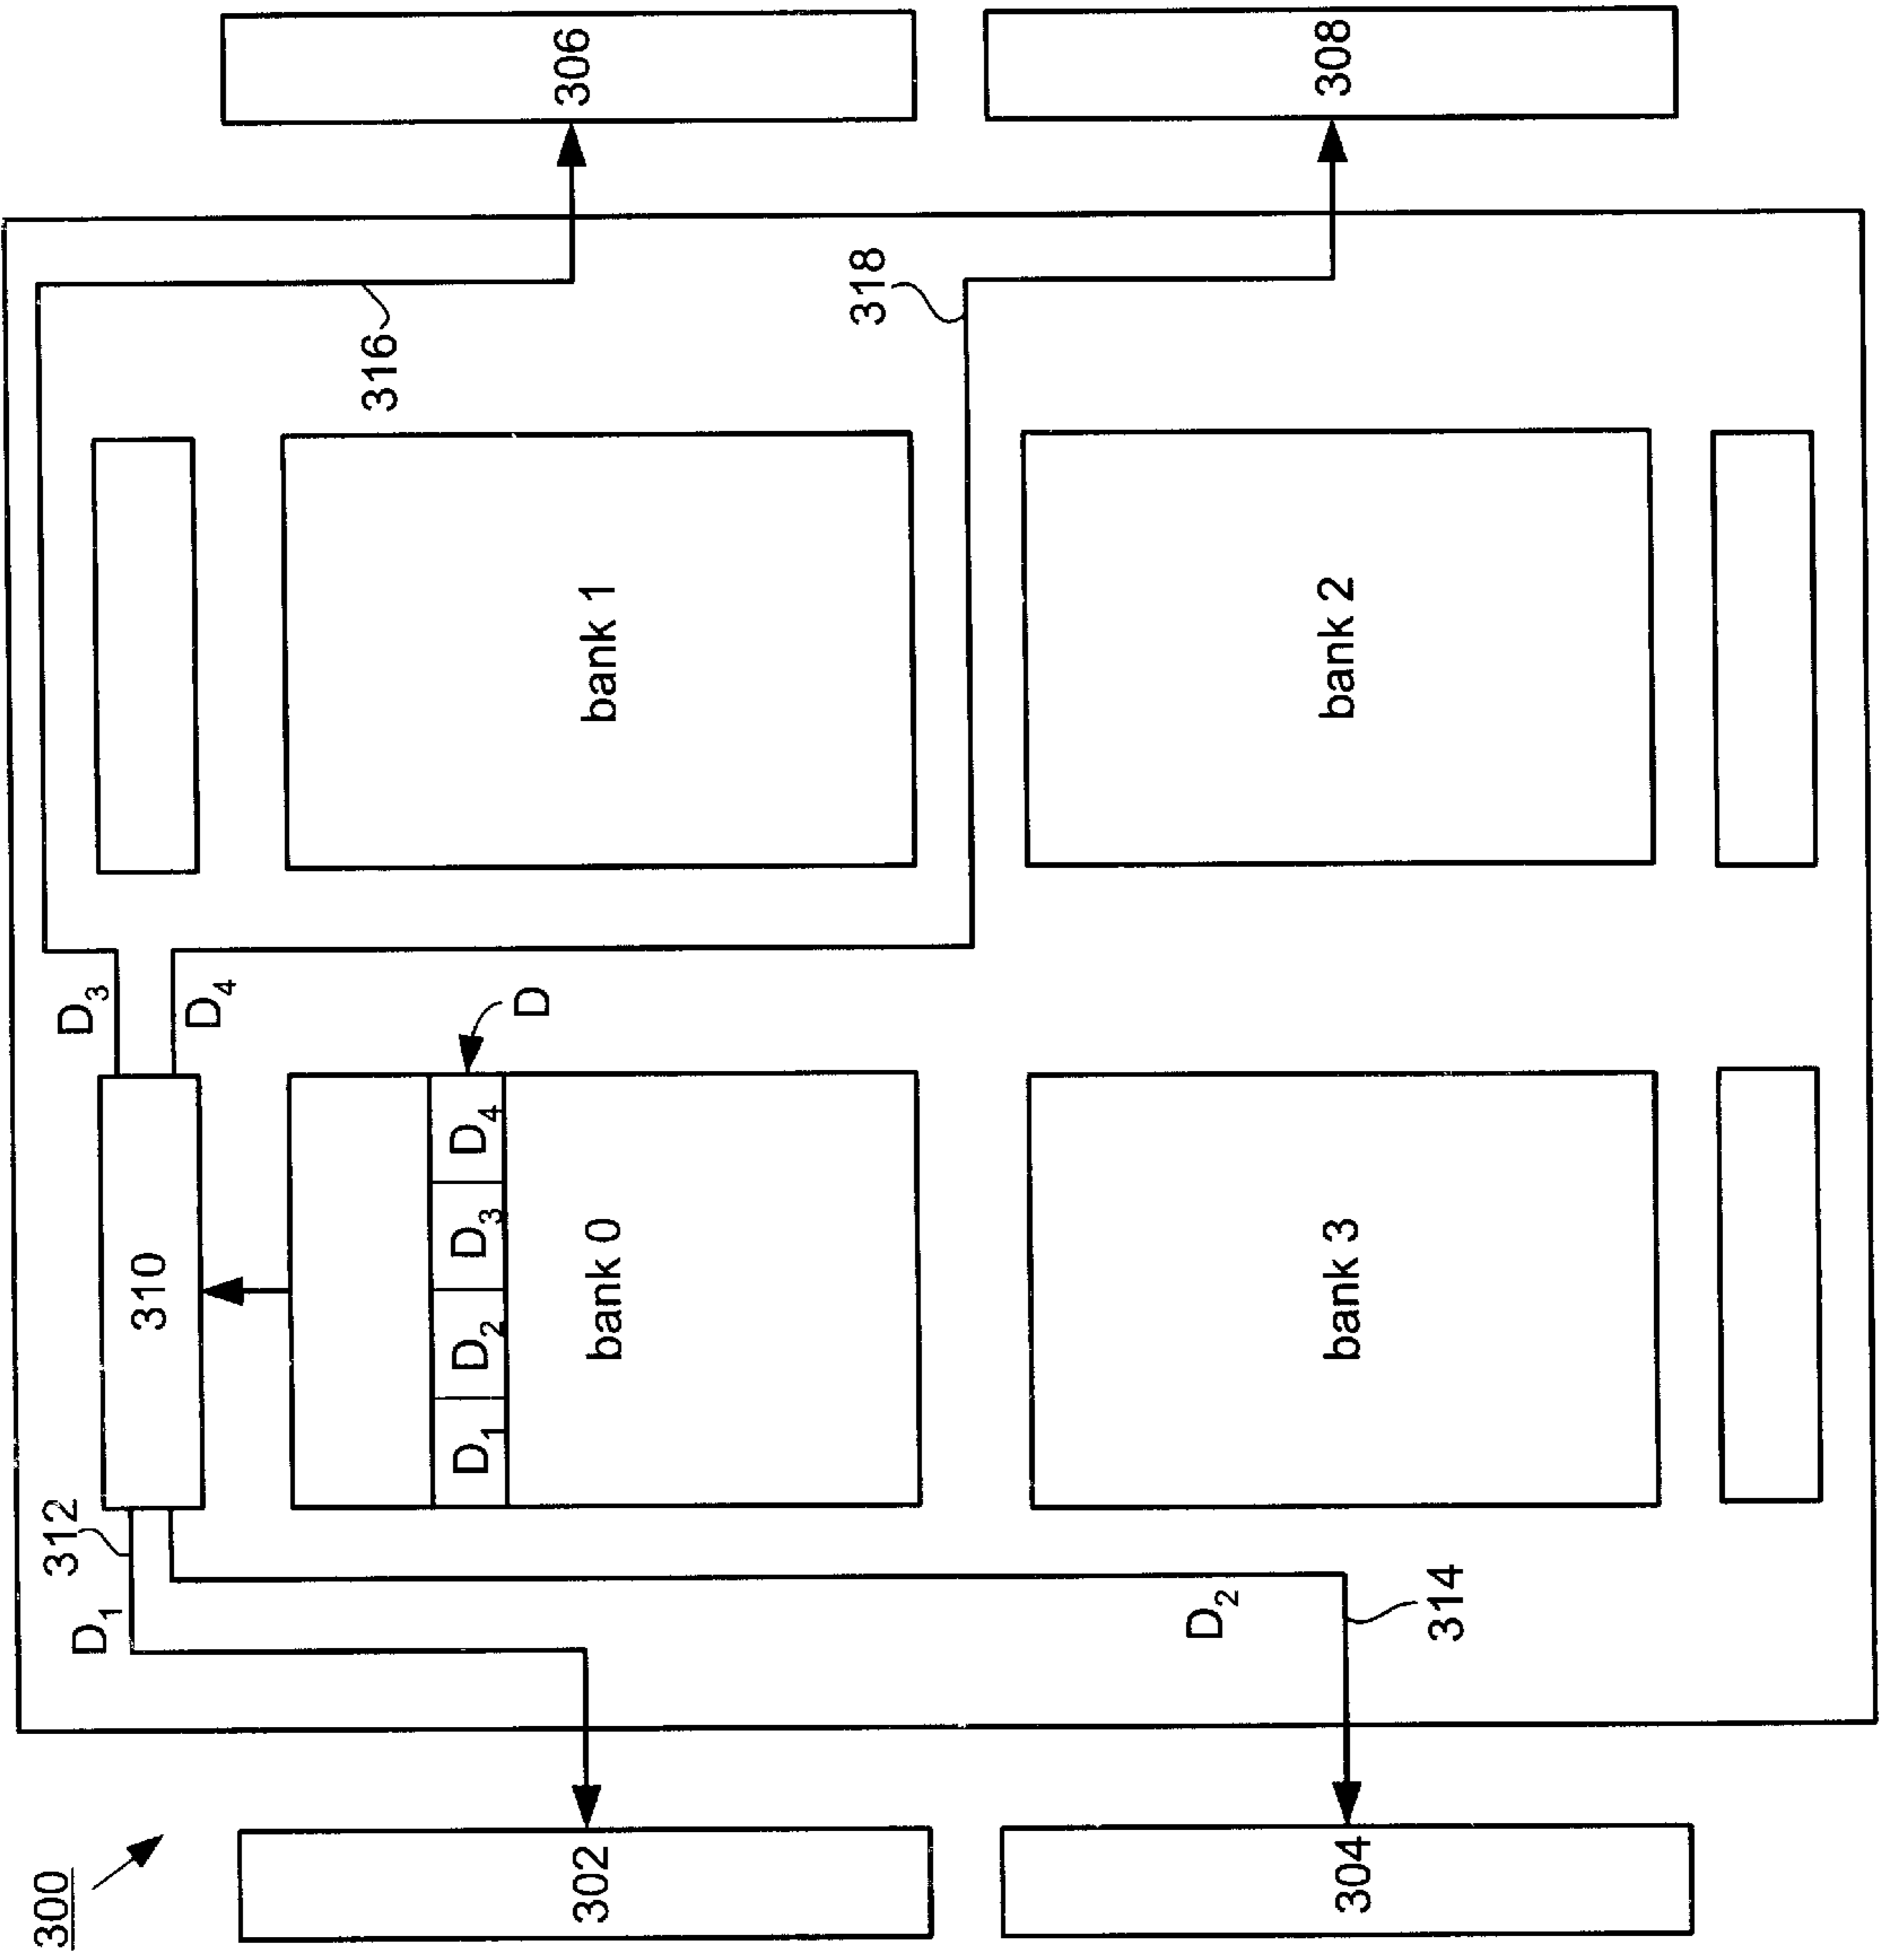 300
312
D₃
D₁
310
D₄
316
D₁ D₂ D₃ D₄
D
302
bank 0
bank 1
306
318
D₂
304
bank 3
bank 2
308
314